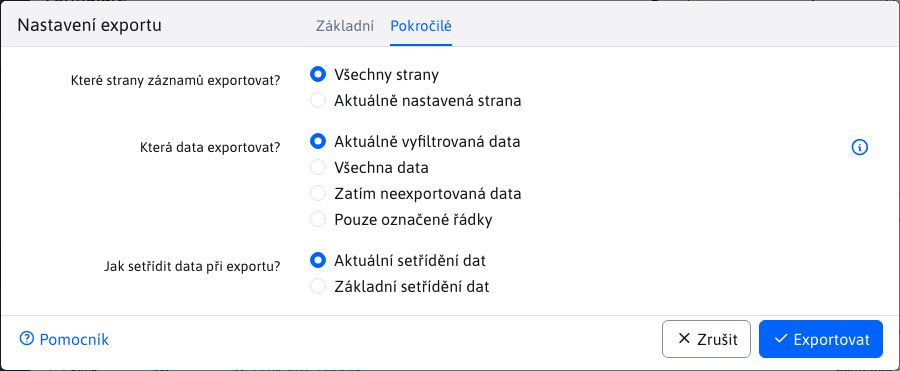 Nastavení exportu
Základní
Pokročilé
Které strany záznamů exportovat?
Všechny strany
Aktuálně nastavená strana
Která data exportovat?
Aktuálně vyfiltrovaná data
Všechna data
Zatím neexportovaná data
Pouze označené řádky
Jak setřídit data při exportu?
Aktuální setřídění dat
Základní setřídění dat
Pomocník
Zrušit
Exportovat